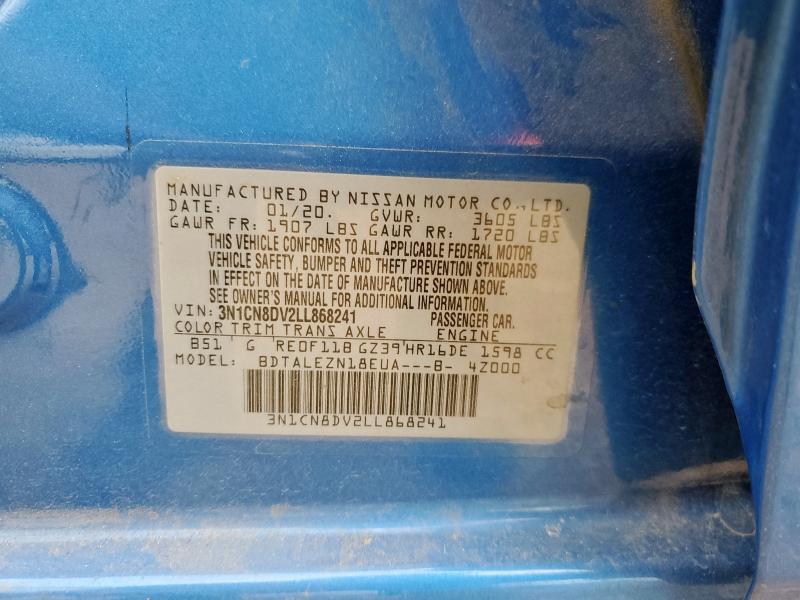 MANUFACTURED BY NISSAN MOTOR CO.,LTD.
DATE: 01/20. GVWR: 3605 LBS
GAWR FR: 1907 LBS GAWR RR: 1720 LBS
THIS VEHICLE CONFORMS TO ALL APPLICABLE FEDERAL MOTOR
VEHICLE SAFETY, BUMPER AND THEFT PREVENTION STANDARDS
IN EFFECT ON THE DATE OF MANUFACTURE SHOWN ABOVE.
SEE OWNER'S MANUAL FOR ADDITIONAL INFORMATION.
VIN: 3N1CN8DV2LL868241 PASSENGER CAR.
COLOR TRIM TRANS AXLE ENGINE
B51 G RE0F11B GZ39 HR16DE 1598 CC
MODEL: BDTALEZN18EUA---B- 4Z000
3N1CN8DV2LL868241